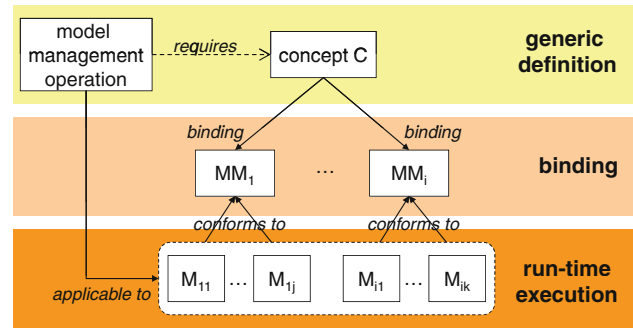 model
management
operation
requires
concept C
generic
definition
binding
binding
MM1
...
MMi
binding
conforms to
conforms to
applicable to
M11
...
M1j
Mi1
...
Mik
run-time
execution